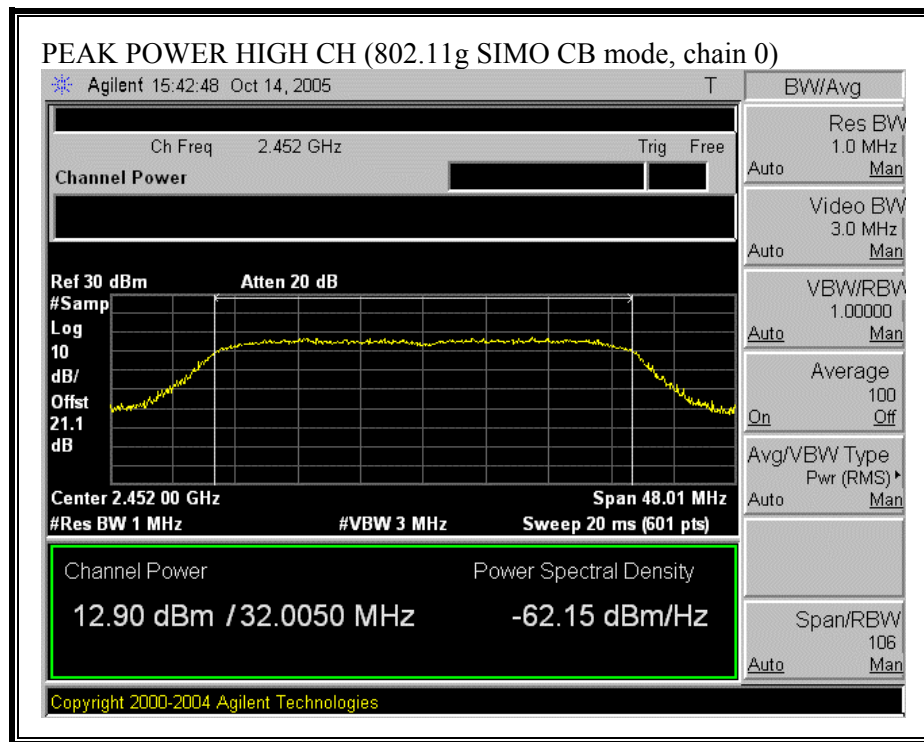 PEAK POWER HIGH CH (802.11g SIMO CB mode, chain 0)
Agilent 15:42:48 Oct 14, 2005 T
Ch Freq 2.452 GHz Trig Free
Channel Power
Ref 30 dBm Atten 20 dB
#Samp
Log
10
dB/
Offst
21.1
dB
Center 2.452 00 GHz Span 48.01 MHz
#Res BW 1 MHz #VBW 3 MHz Sweep 20 ms (601 pts)
Channel Power Power Spectral Density
12.90 dBm / 32.0050 MHz -62.15 dBm/Hz
Copyright 2000-2004 Agilent Technologies
BW/Avg
Res BW
1.0 MHz
Auto Man
Video BW
3.0 MHz
Auto Man
VBW/RBW
1.00000
Auto Man
Average
100
On Off
Avg/VBW Type
Pwr (RMS)
Auto Man
Span/RBW
106
Auto Man